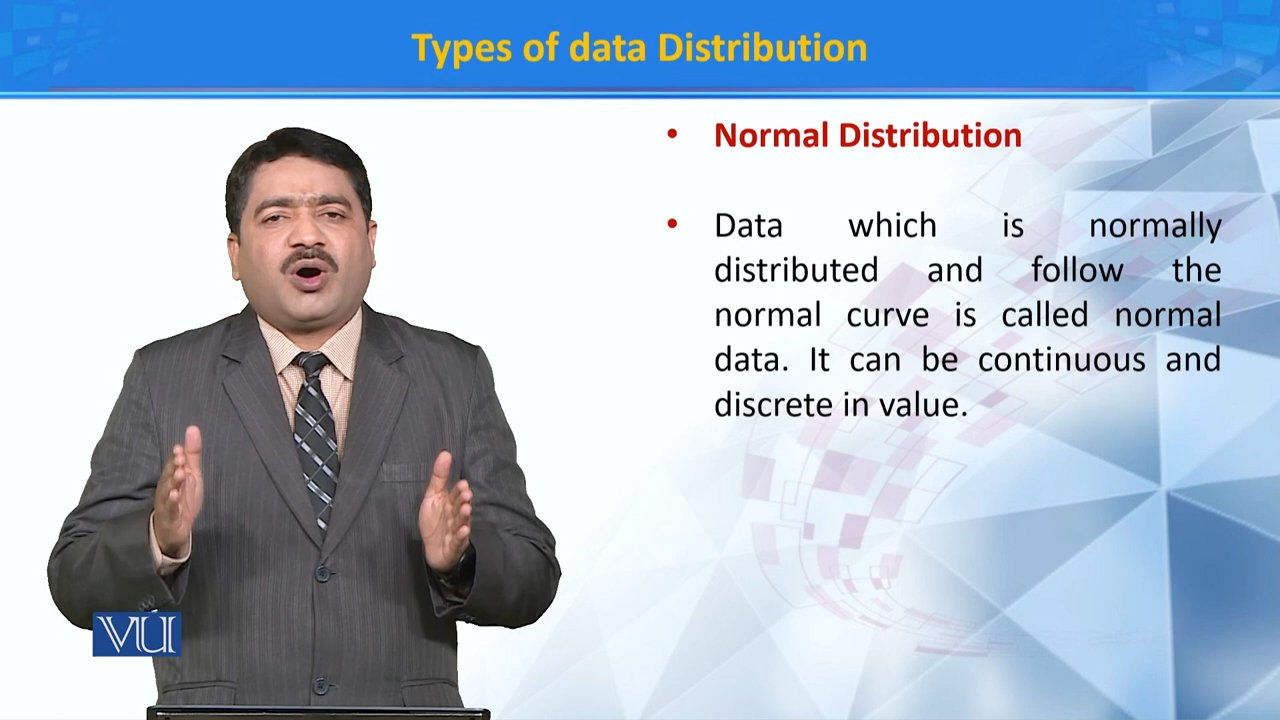 Types of data Distribution
• Normal Distribution
• Data which is normally
distributed and follow the
normal curve is called normal
data. It can be continuous and
discrete in value.
VU